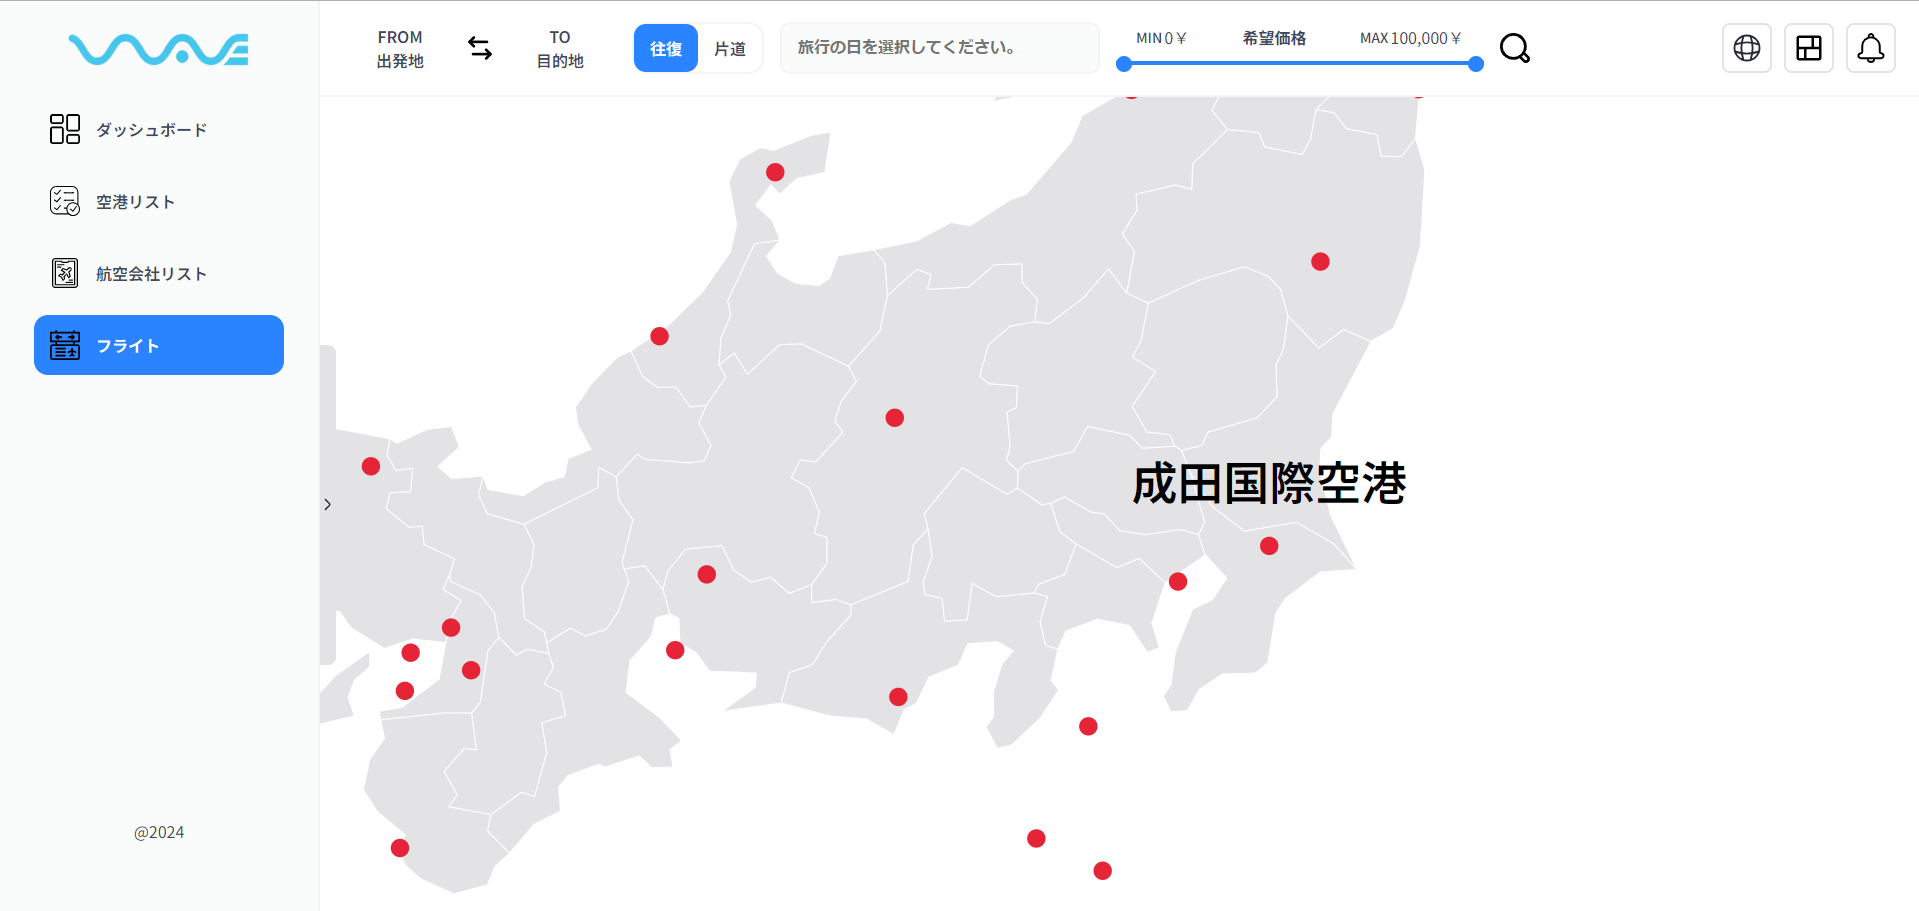 WAVE
ダッシュボード
空港リスト
航空会社リスト
フライト
@2024
FROM
出発地
TO
目的地
往復
片道
旅行の日を選択してください。
MIN 0 ¥
希望価格
MAX 100,000 ¥
成田国際空港